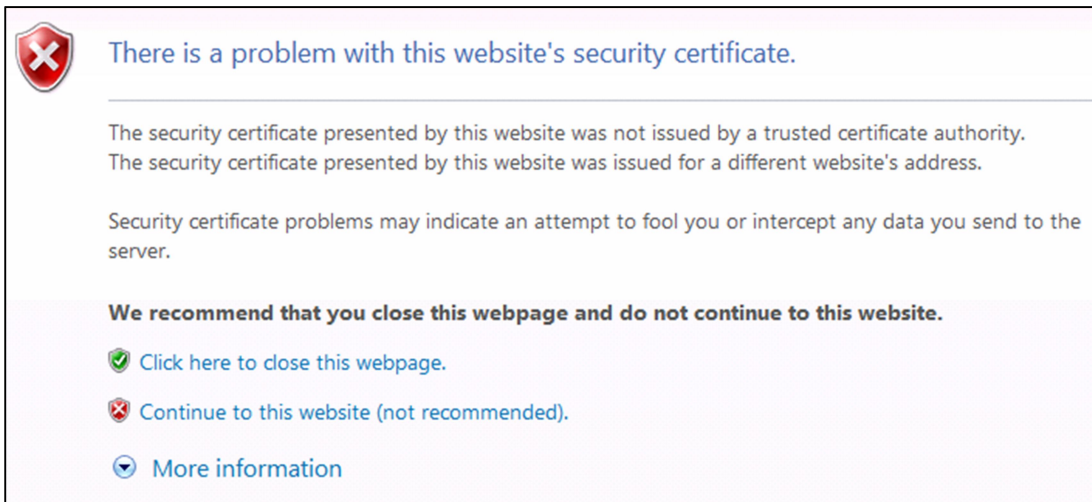 There is a problem with this website's security certificate.
The security certificate presented by this website was not issued by a trusted certificate authority.
The security certificate presented by this website was issued for a different website's address.
Security certificate problems may indicate an attempt to fool you or intercept any data you send to the
server.
We recommend that you close this webpage and do not continue to this website.
Click here to close this webpage.
Continue to this website (not recommended).
More information